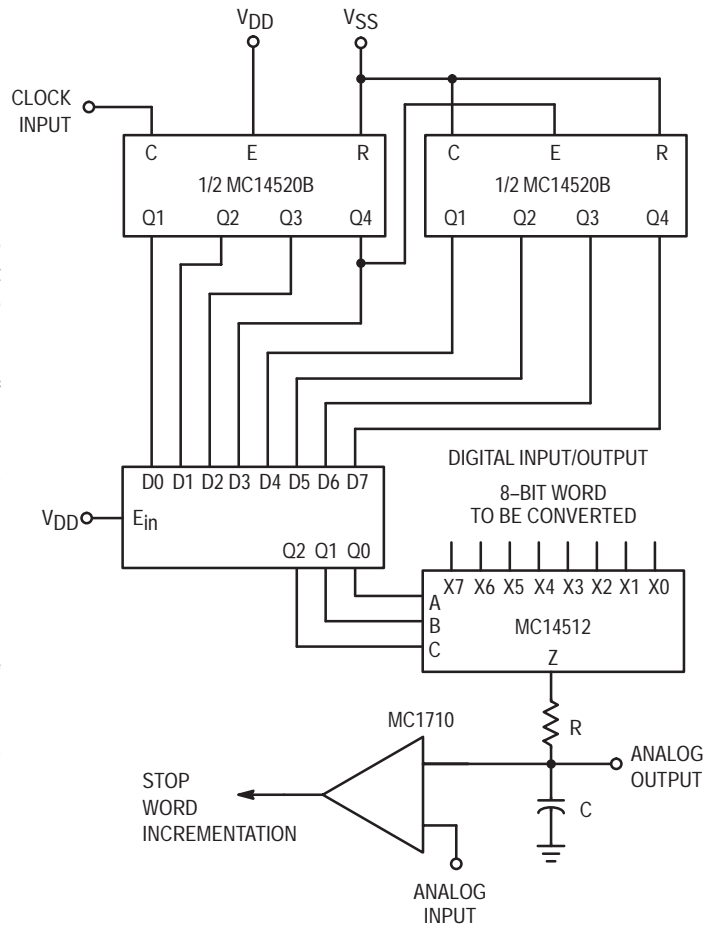 VDD
VSS
CLOCK
INPUT
C E R
1/2 MC14520B
Q1 Q2 Q3 Q4
C E R
1/2 MC14520B
Q1 Q2 Q3 Q4
D0 D1 D2 D3 D4 D5 D6 D7
VDD
Ein
Q2 Q1 Q0
DIGITAL INPUT/OUTPUT
8–BIT WORD
TO BE CONVERTED
X7 X6 X5 X4 X3 X2 X1 X0
A
B
C
MC14512
Z
R
MC1710
ANALOG
OUTPUT
C
STOP
WORD
INCREMENTATION
ANALOG
INPUT